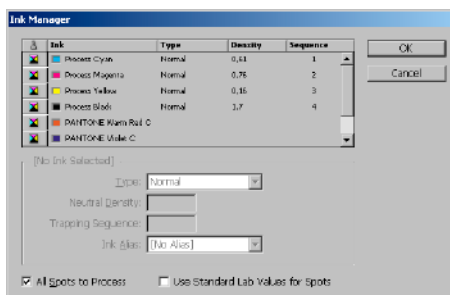 Ink Manager
Ink Type Density Sequence
Process Cyan Normal 0,61 1
Process Magenta Normal 0,76 2
Process Yellow Normal 0,16 3
Process Black Normal 1,7 4
PANTONE Warm Red C
PANTONE Violet C
OK
Cancel
[No Ink Selected]
Type: Normal
Neutral Density:
Trapping Sequence:
Ink Alias: [No Alias]
All Spots to Process Use Standard Lab Values for Spots